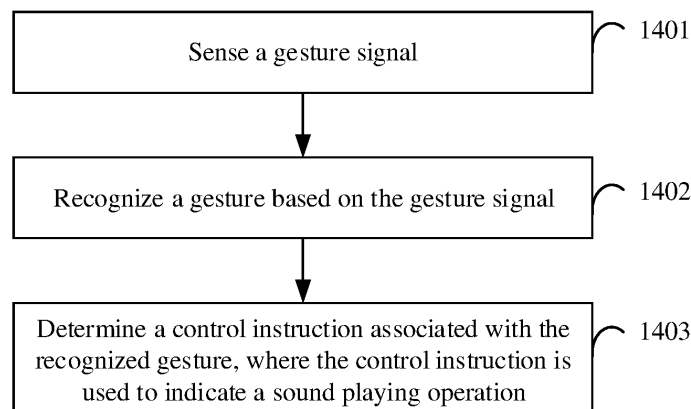 Sense a gesture signal
1401
Recognize a gesture based on the gesture signal
1402
Determine a control instruction associated with the
recognized gesture, where the control instruction is
used to indicate a sound playing operation
1403